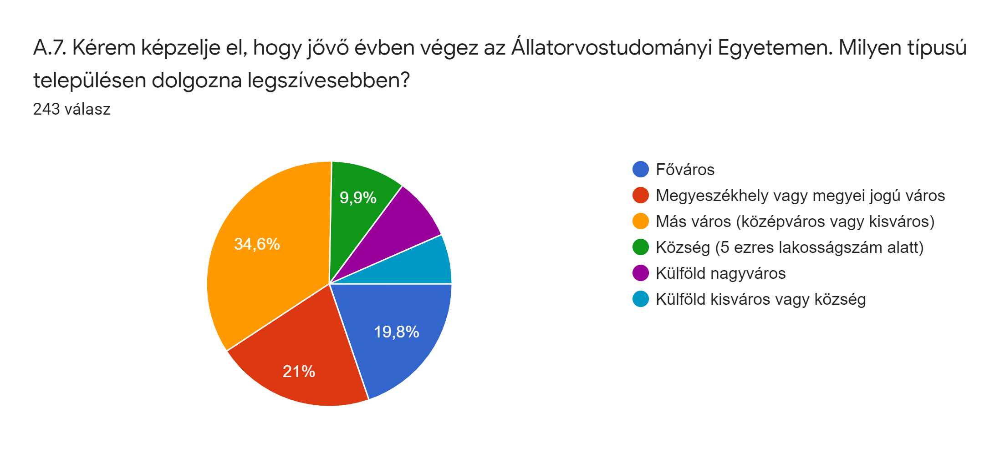 A.7. Kérem képzelje el, hogy jővő évben végez az Állatorvostudományi Egyetemen. Milyen típusú
településen dolgozna legszívesebben?
243 válasz
9,9%
34,6%
19,8%
21%
Főváros
Megyeszékhely vagy megyei jogú város
Más város (középváros vagy kisváros)
Község (5 ezres lakosságszám alatt)
Külföld nagyváros
Külföld kisváros vagy község